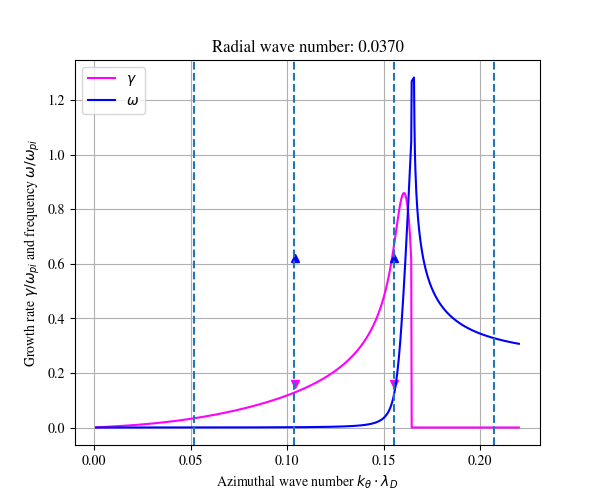 Radial wave number: 0.0370
γ
ω
1.2
1.0
0.8
0.6
0.4
0.2
0.0
Growth rate γ/ω_pi and frequency ω/ω_pi
0.00 0.05 0.10 0.15 0.20
Azimuthal wave number k_θ · λ_D